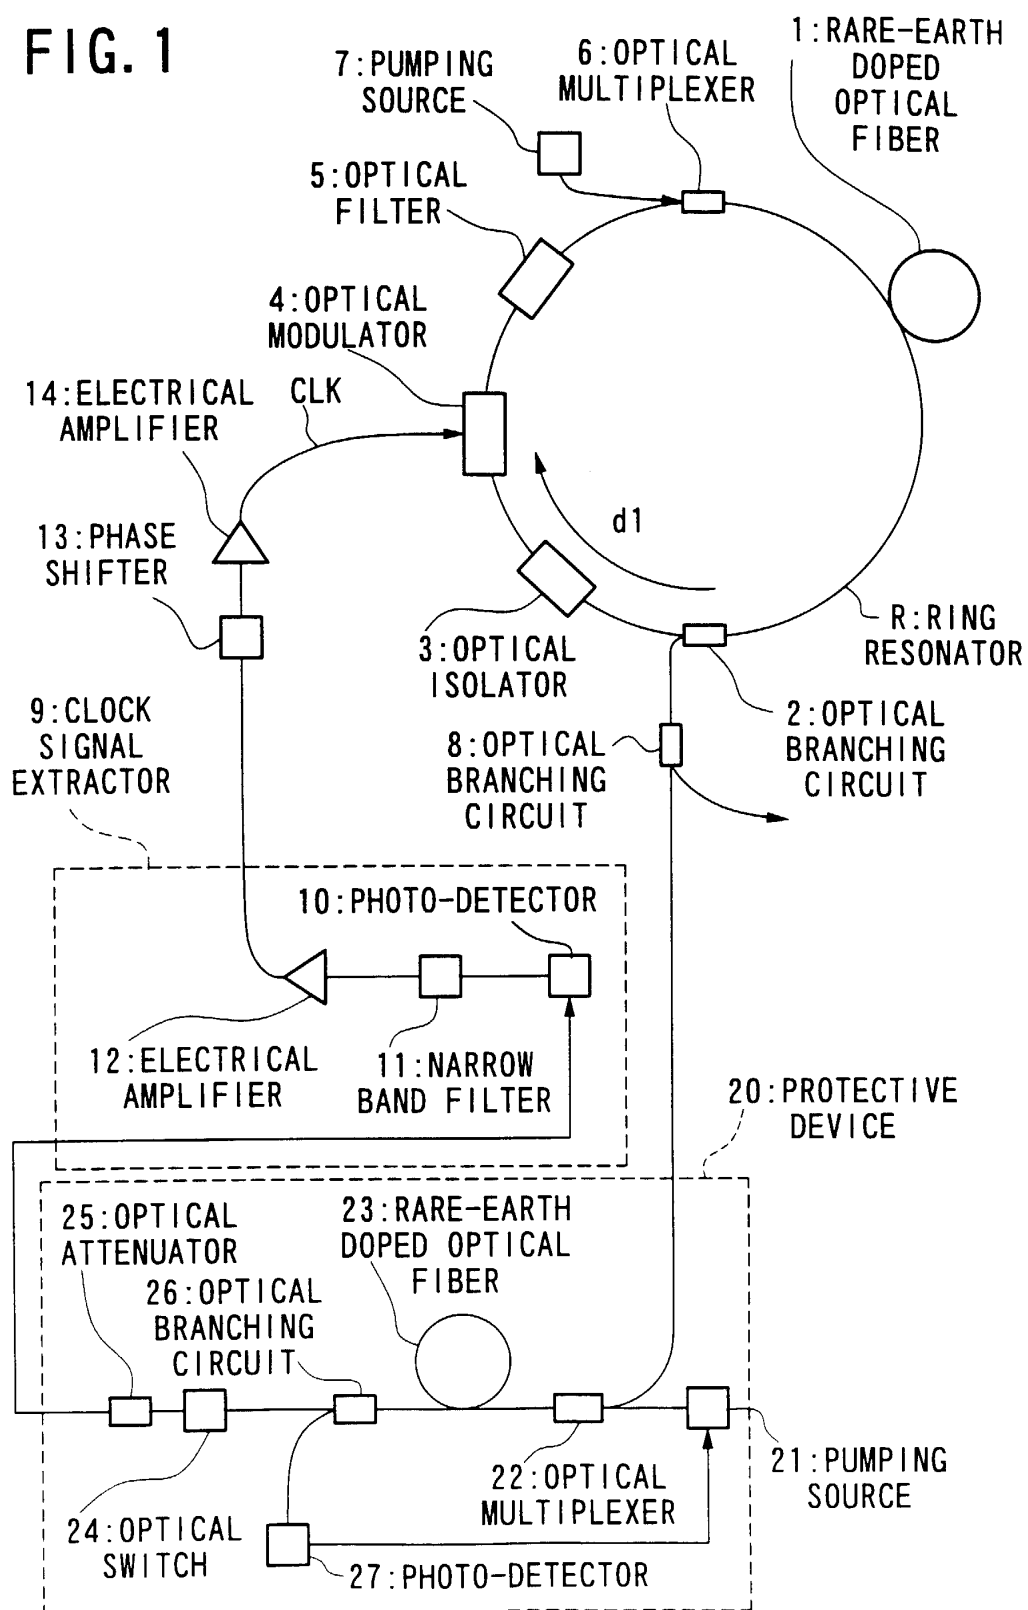 FIG. 1
1:RARE-EARTH
DOPED
OPTICAL
FIBER
6:OPTICAL
MULTIPLEXER
7:PUMPING
SOURCE
5:OPTICAL
FILTER
4:OPTICAL
MODULATOR
14:ELECTRICAL
AMPLIFIER
CLK
13:PHASE
SHIFTER
d1
R:RING
RESONATOR
3:OPTICAL
ISOLATOR
2:OPTICAL
BRANCHING
CIRCUIT
8:OPTICAL
BRANCHING
CIRCUIT
9:CLOCK
SIGNAL
EXTRACTOR
10:PHOTO-DETECTOR
12:ELECTRICAL
AMPLIFIER
11:NARROW
BAND FILTER
20:PROTECTIVE
DEVICE
25:OPTICAL
ATTENUATOR
23:RARE-EARTH
DOPED OPTICAL
FIBER
26:OPTICAL
BRANCHING
CIRCUIT
22:OPTICAL
MULTIPLEXER
21:PUMPING
SOURCE
24:OPTICAL
SWITCH
27:PHOTO-DETECTOR